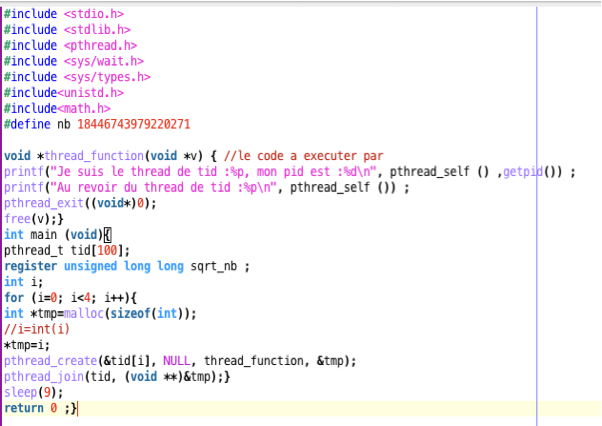 #include <stdio.h>
#include <stdlib.h>
#include <pthread.h>
#include <sys/wait.h>
#include <sys/types.h>
#include<unistd.h>
#include<math.h>
#define nb 18446743979220271
void *thread_function(void *v) { //le code a executer par
printf("Je suis le thread de tid :%p, mon pid est :%d\n", pthread_self () ,getpid()) ;
printf("Au revoir du thread de tid :%p\n", pthread_self ()) ;
pthread_exit((void*)0);
free(v);}
int main (void){
pthread_t tid[100];
register unsigned long long sqrt_nb ;
int i;
for (i=0; i<4; i++){
int *tmp=malloc(sizeof(int));
//i=int(i)
*tmp=i;
pthread_create(&tid[i], NULL, thread_function, &tmp);
pthread_join(tid, (void **)&tmp);}
sleep(9);
return 0 ;}